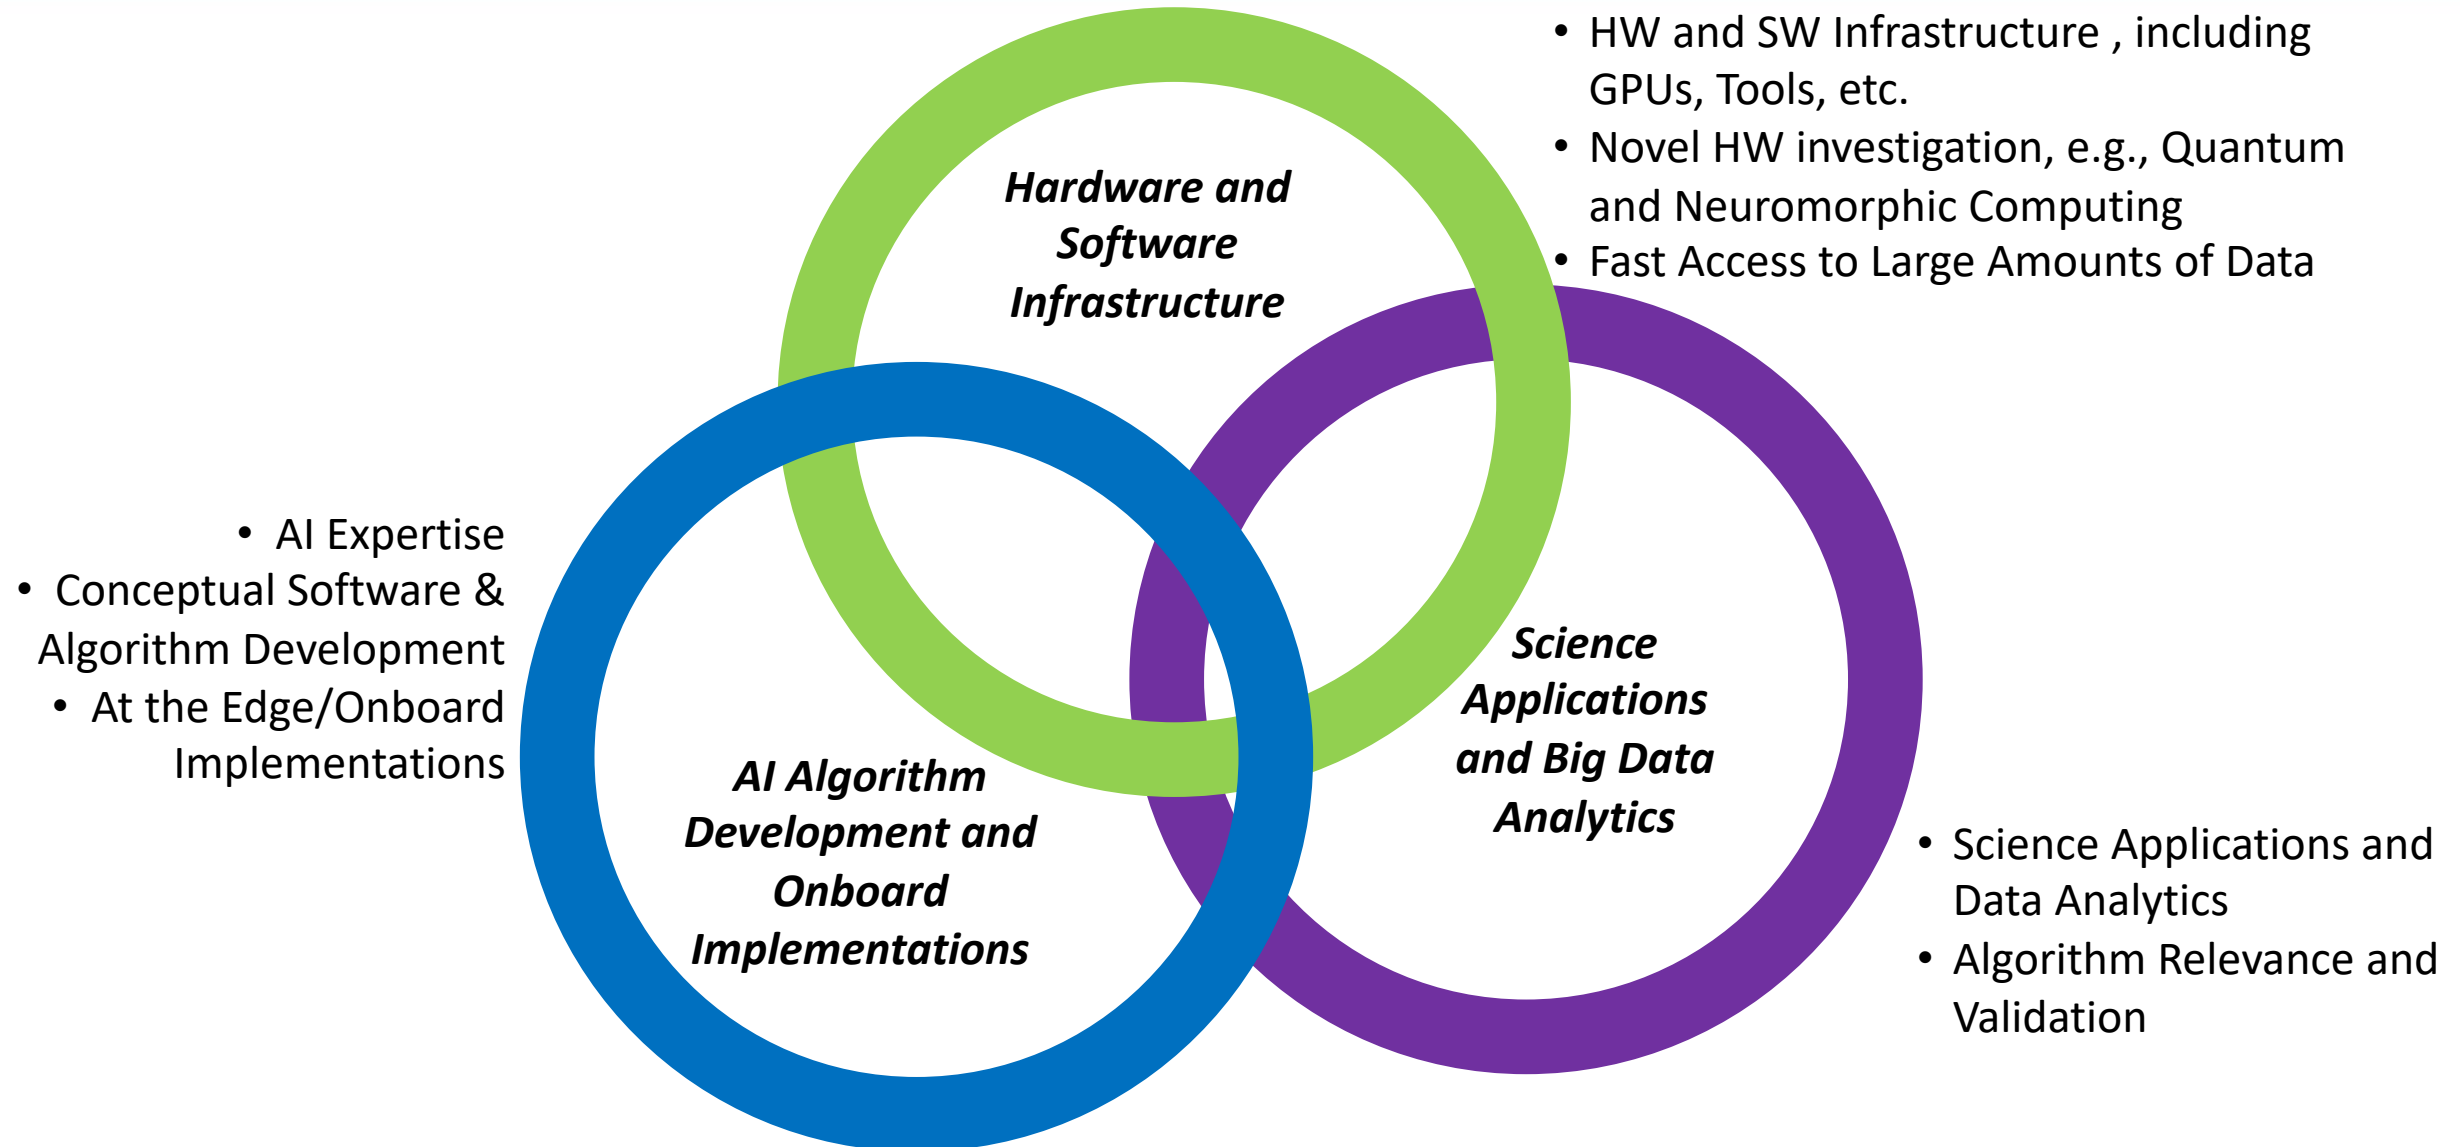 • HW and SW Infrastructure , including
GPUs, Tools, etc.
• Novel HW investigation, e.g., Quantum
and Neuromorphic Computing
• Fast Access to Large Amounts of Data
Hardware and
Software
Infrastructure
• AI Expertise
• Conceptual Software &
Algorithm Development
• At the Edge/Onboard
Implementations
AI Algorithm
Development and
Onboard
Implementations
Science
Applications
and Big Data
Analytics
• Science Applications and
Data Analytics
• Algorithm Relevance and
Validation